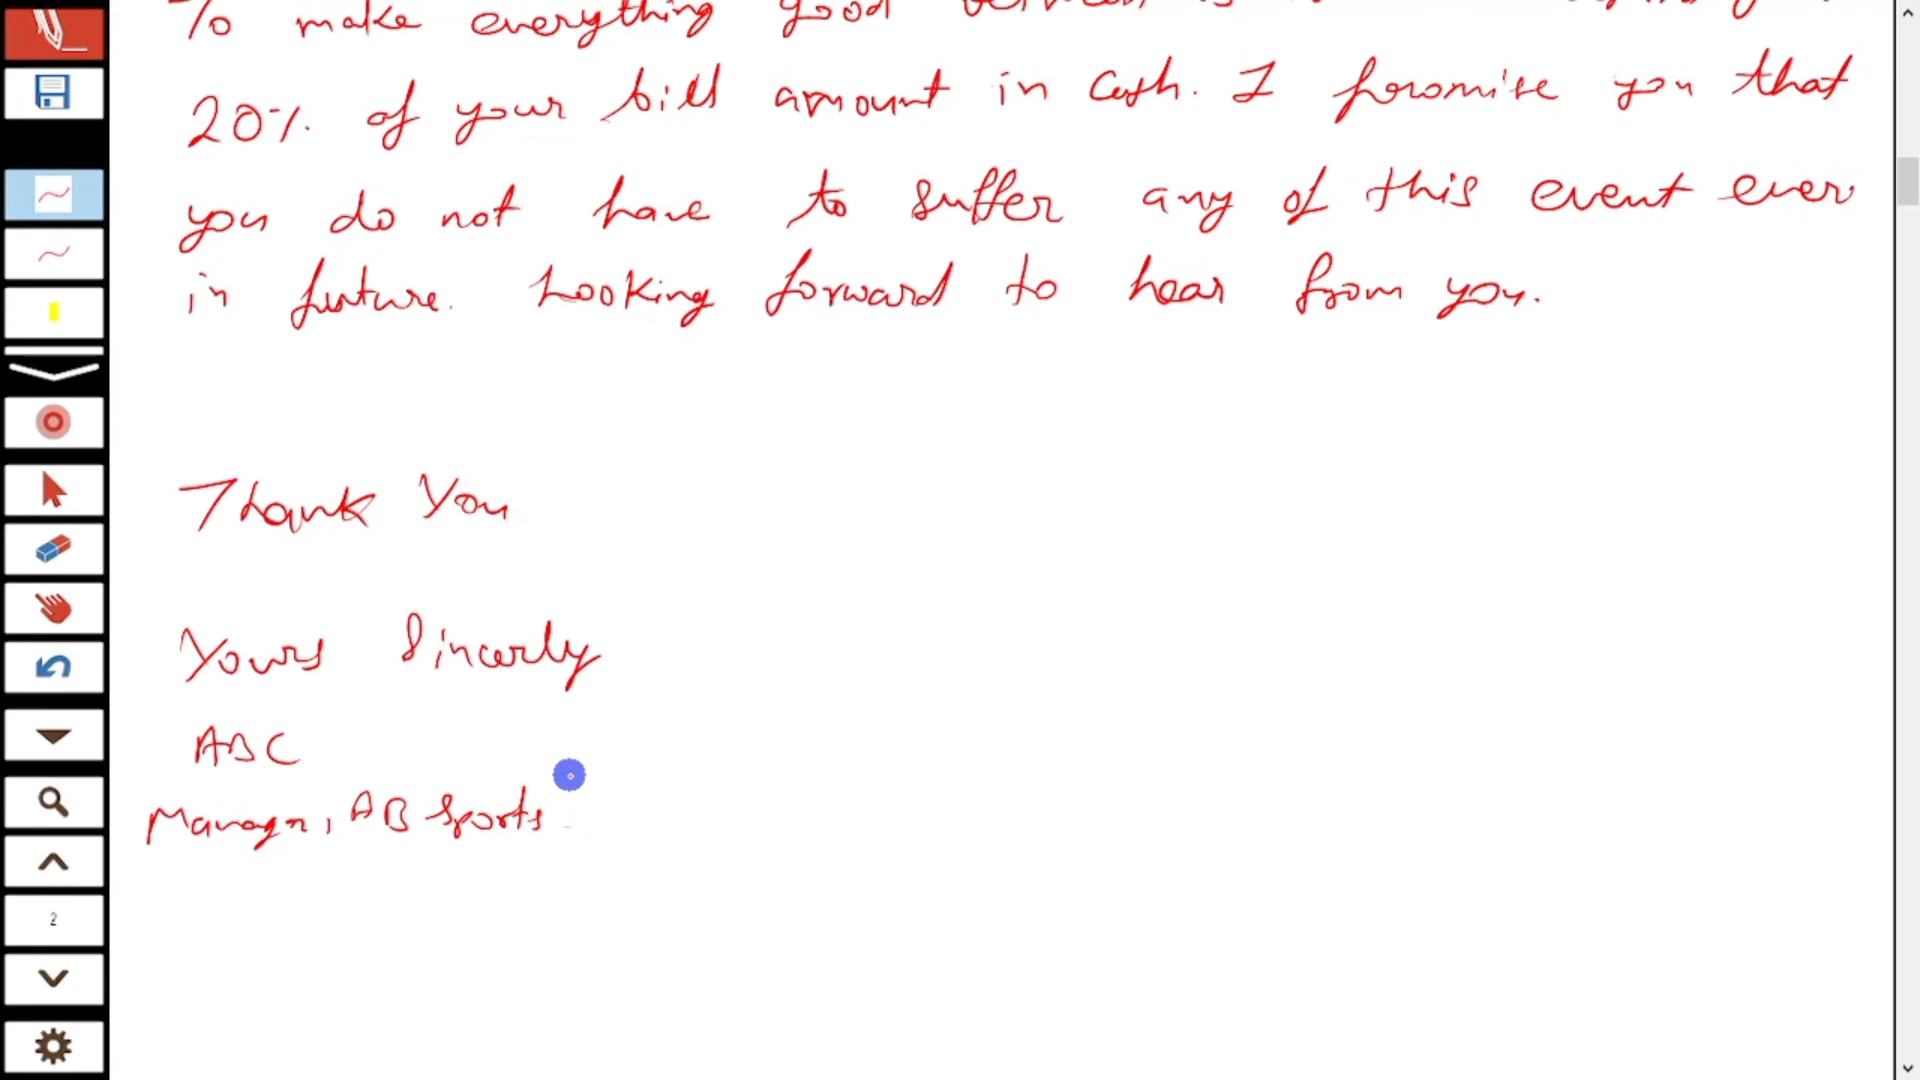 To make everything good
20% of your bill amount in cash. I promise you that
you do not have to suffer any of this event ever
in future. Looking forward to hear from you.
Thank You
Yours Sincerly
ABC
Manager, AB Sports
2